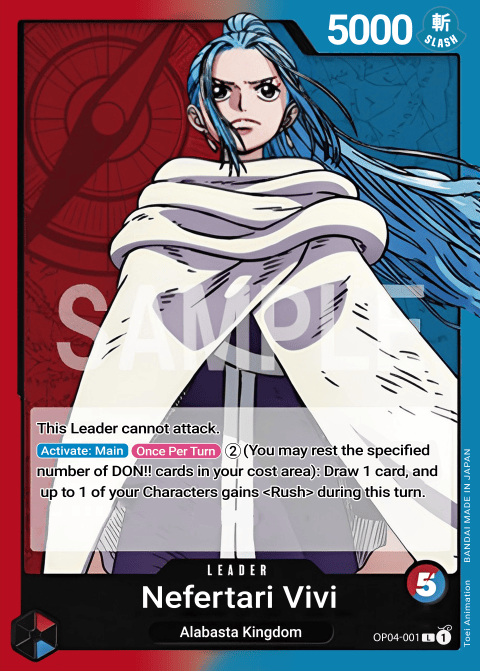 5000
斬
SLASH
SAMPLE
This Leader cannot attack.
Activate: Main Once Per Turn ② (You may rest the specified
number of DON!! cards in your cost area): Draw 1 card, and
up to 1 of your Characters gains <Rush> during this turn.
LEADER
Nefertari Vivi
5
Alabasta Kingdom
OP04-001 L 1
Toei Animation BANDAI MADE IN JAPAN